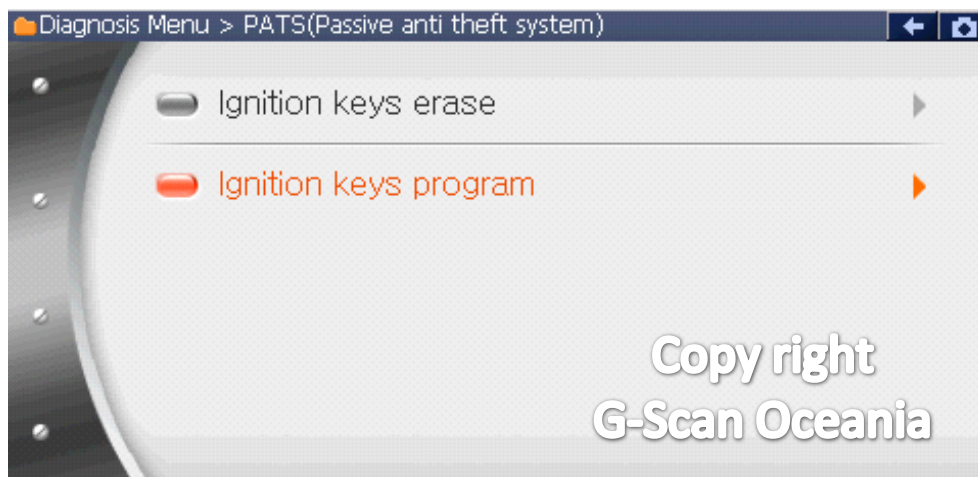 Diagnosis Menu > PATS(Passive anti theft system)
Ignition keys erase
Ignition keys program
Copy right
G-Scan Oceania